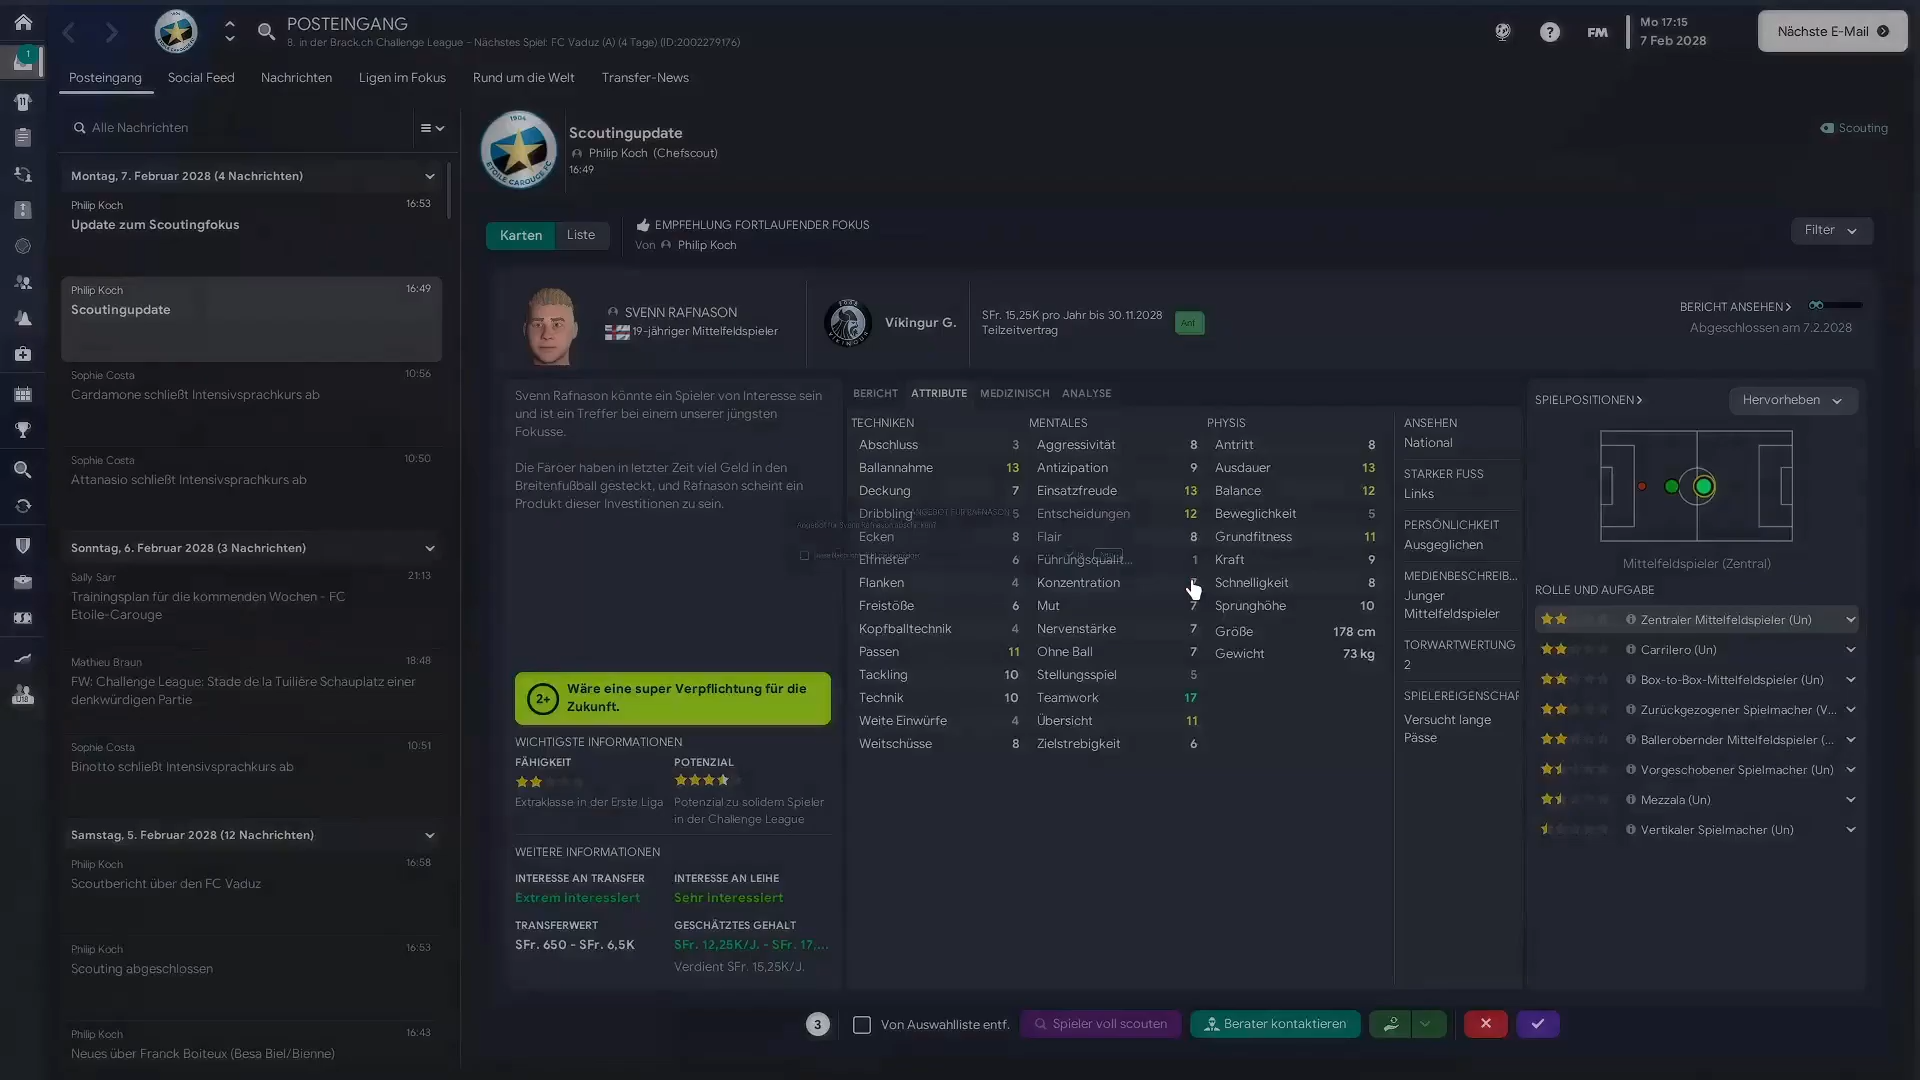 POSTEINGANG
8. in der Brack.ch Challenge League - Nächstes Spiel: FC Vaduz (A) (4 Tage) (ID:2002279176)
FM
Mo 17:15
7 Feb 2028
Nächste E-Mail
1
Posteingang
Social Feed
Nachrichten
Ligen im Fokus
Rund um die Welt
Transfer-News
Alle Nachrichten
Montag, 7. Februar 2028 (4 Nachrichten)
Philip Koch
16:53
Update zum Scoutingfokus
Philip Koch
16:49
Scoutingupdate
Sophie Costa
10:56
Cardamone schließt Intensivsprachkurs ab
Sophie Costa
10:50
Attanasio schließt Intensivsprachkurs ab
Sonntag, 6. Februar 2028 (3 Nachrichten)
Sally Sarr
21:13
Trainingsplan für die kommenden Wochen - FC
Etoile-Carouge
Mathieu Braun
18:48
FW: Challenge League: Stade de la Tuilière Schauplatz einer
denkwürdigen Partie
Sophie Costa
10:51
Binotto schließt Intensivsprachkurs ab
Samstag, 5. Februar 2028 (12 Nachrichten)
Philip Koch
16:58
Scoutbericht über den FC Vaduz
Philip Koch
16:53
Scouting abgeschlossen
Philip Koch
16:43
Neues über Franck Boiteux (Besa Biel/Bienne)
1904
ETOILE CAROUGE FC
Scoutingupdate
Philip Koch (Chefscout)
16:49
Scouting
Karten
Liste
EMPFEHLUNG FORTLAUFENDER FOKUS
Von Philip Koch
Filter
SVENN RAFNASON
19-jähriger Mittelfeldspieler
Víkingur G.
SFr. 15,25K pro Jahr bis 30.11.2028
Teilzeitvertrag
Ant
BERICHT ANSEHEN
Abgeschlossen am 7.2.2028
Svenn Rafnason könnte ein Spieler von Interesse sein
und ist ein Treffer bei einem unserer jüngsten
Fokusse.
Die Färöer haben in letzter Zeit viel Geld in den
Breitenfußball gesteckt, und Rafnason scheint ein
Produkt dieser Investitionen zu sein.
2+
Wäre eine super Verpflichtung für die
Zukunft.
WICHTIGSTE INFORMATIONEN
FÄHIGKEIT
Extraklasse in der Erste Liga
POTENZIAL
Potenzial zu solidem Spieler
in der Challenge League
WEITERE INFORMATIONEN
INTERESSE AN TRANSFER
Extrem interessiert
INTERESSE AN LEIHE
Sehr interessiert
TRANSFERWERT
SFr. 650 - SFr. 6,5K
GESCHÄTZTES GEHALT
SFr. 12,25K/J. - SFr. 17,...
Verdient SFr. 15,25K/J.
BERICHT
ATTRIBUTE
MEDIZINISCH
ANALYSE
TECHNIKEN
Abschluss 3
Ballannahme 13
Deckung 7
Dribbling 5
Ecken 8
Elfmeter 6
Flanken 4
Freistöße 6
Kopfballtechnik 4
Passen 11
Tackling 10
Technik 10
Weite Einwürfe 4
Weitschüsse 8
MENTALES
Aggressivität 8
Antizipation 9
Einsatzfreude 13
Entscheidungen 12
Flair 8
Führungsqualit... 1
Konzentration
Mut 7
Nervenstärke 7
Ohne Ball 7
Stellungsspiel 5
Teamwork 17
Übersicht 11
Zielstrebigkeit 6
PHYSIS
Antritt 8
Ausdauer 13
Balance 12
Beweglichkeit 5
Grundfitness 11
Kraft 9
Schnelligkeit 8
Sprunghöhe 10
Größe 178 cm
Gewicht 73 kg
ANSEHEN
National
STARKER FUSS
Links
PERSÖNLICHKEIT
Ausgeglichen
MEDIENBESCHREIB...
Junger
Mittelfeldspieler
TORWARTWERTUNG
2
SPIELEREIGENSCHAF
Versucht lange
Pässe
SPIELPOSITIONEN
Hervorheben
Mittelfeldspieler (Zentral)
ROLLE UND AUFGABE
Zentraler Mittelfeldspieler (Un)
Carrilero (Un)
Box-to-Box-Mittelfeldspieler (Un)
Zurückgezogener Spielmacher (V...
Ballerobernder Mittelfeldspieler (...
Vorgeschobener Spielmacher (Un)
Mezzala (Un)
Vertikaler Spielmacher (Un)
3
Von Auswahlliste entf.
Spieler voll scouten
Berater kontaktieren